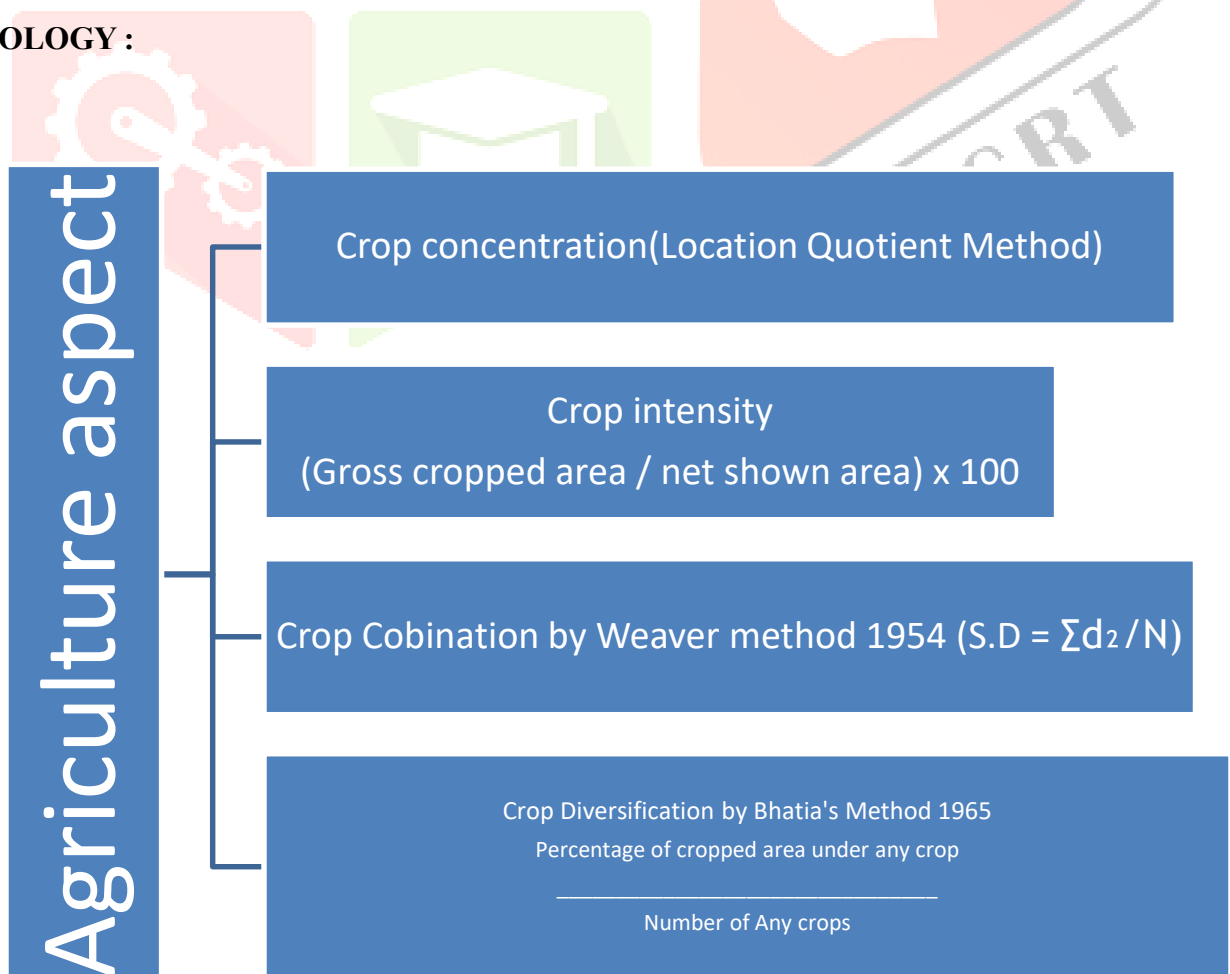 OLOGY :
CRT
Agriculture aspect
Crop concentration(Location Quotient Method)
Crop intensity
(Gross cropped area / net shown area) x 100
Crop Cobination by Weaver method 1954 (S.D = ∑d₂/N)
Crop Diversification by Bhatia's Method 1965
Percentage of cropped area under any crop
___________________________________
Number of Any crops